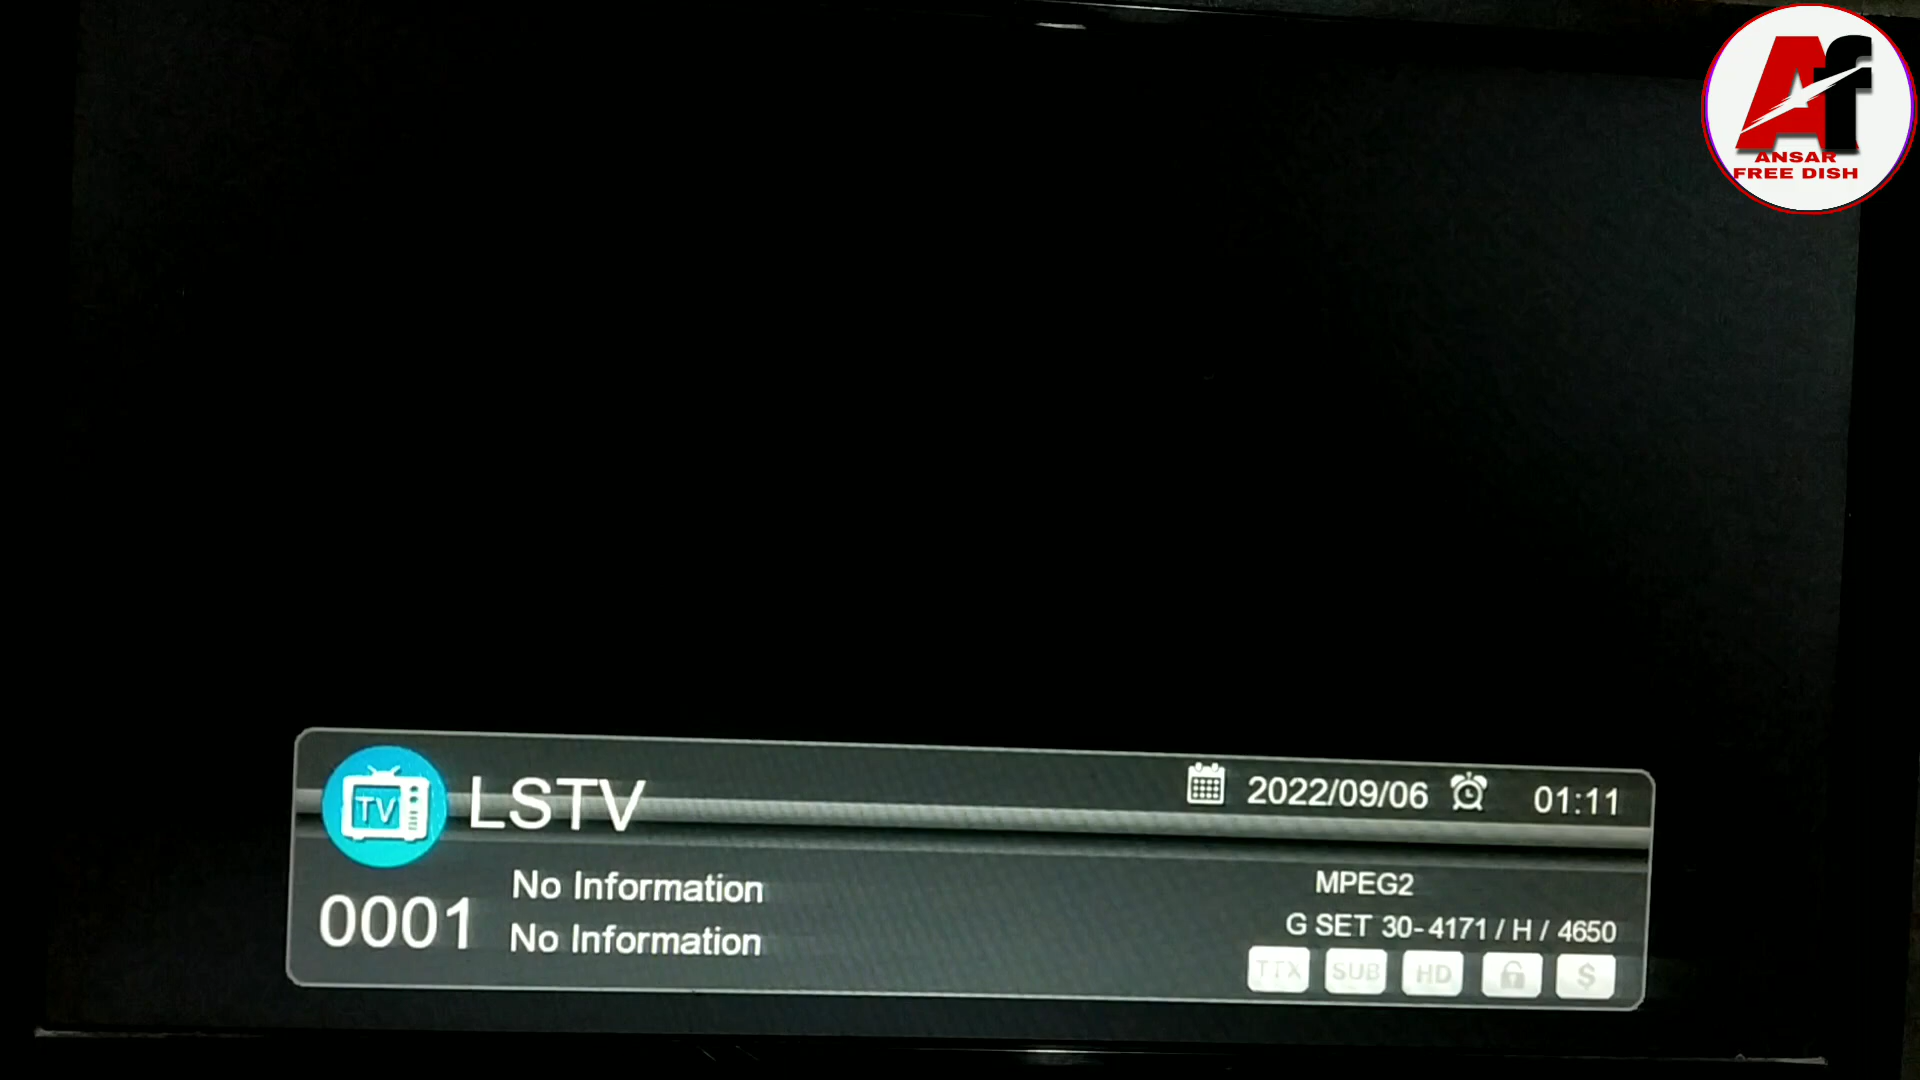 Af
ANSAR
FREE DISH
TV
LSTV
2022/09/06 01:11
0001
No Information
No Information
MPEG2
G SET 30-4171 / H / 4650
TTX SUB HD $